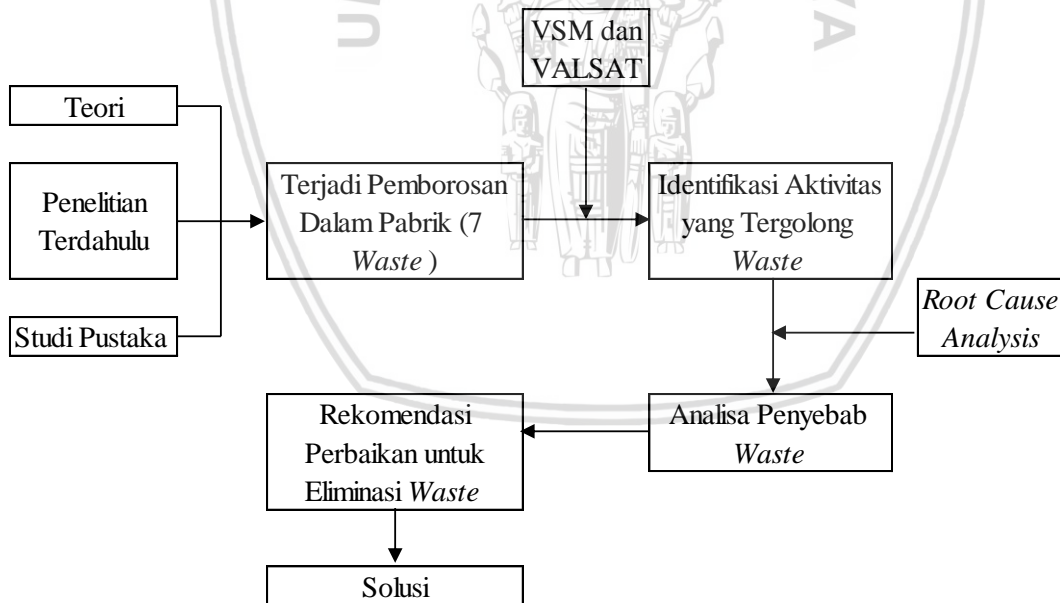 VSM dan
VALSAT
Teori
Penelitian
Terdahulu
Studi Pustaka
Terjadi Pemborosan
Dalam Pabrik (7
Waste )
Identifikasi Aktivitas
yang Tergolong
Waste
Root Cause
Analysis
Analisa Penyebab
Waste
Rekomendasi
Perbaikan untuk
Eliminasi Waste
Solusi